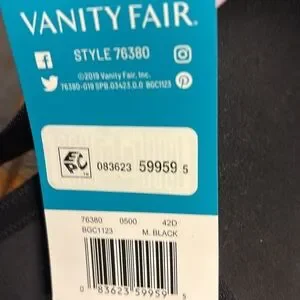 VANITY FAIR.
STYLE 76380
©2019 Vanity Fair, Inc.
76380-019 SPB.03423.0.0 BGC1123
EPC 083623 59959 5
76380 0500 42D
BGC1123 M. BLACK
0 83623 59959 5